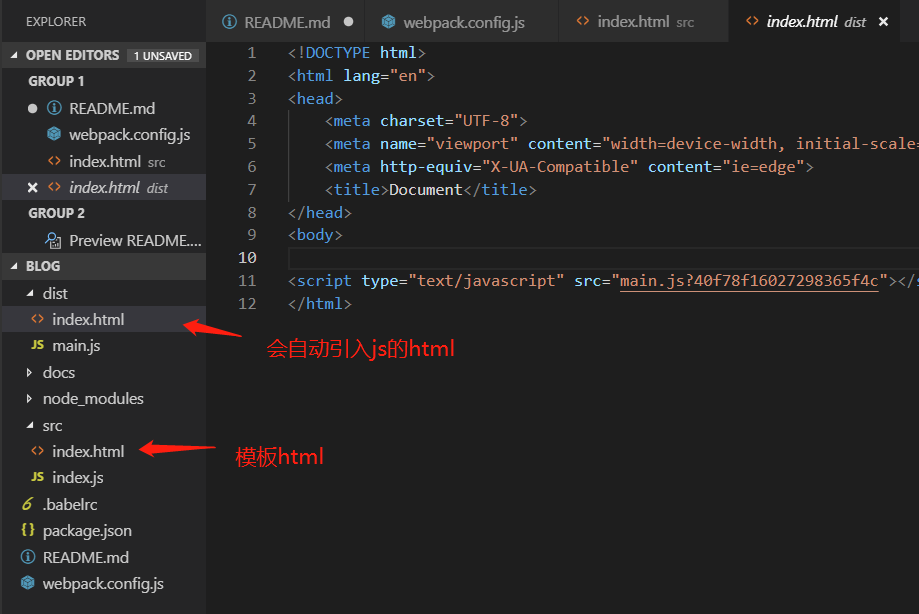 EXPLORER
OPEN EDITORS 1 UNSAVED
GROUP 1
README.md
webpack.config.js
index.html src
index.html dist
GROUP 2
Preview README....
BLOG
dist
index.html
main.js
docs
node_modules
src
index.html
index.js
.babelrc
package.json
README.md
webpack.config.js
README.md webpack.config.js index.html src index.html dist
1 <!DOCTYPE html>
2 <html lang="en">
3 <head>
4 <meta charset="UTF-8">
5 <meta name="viewport" content="width=device-width, initial-scale=
6 <meta http-equiv="X-UA-Compatible" content="ie=edge">
7 <title>Document</title>
8 </head>
9 <body>
10
11 <script type="text/javascript" src="main.js?40f78f16027298365f4c"></s
12 </html>
会自动引入js的html
模板html